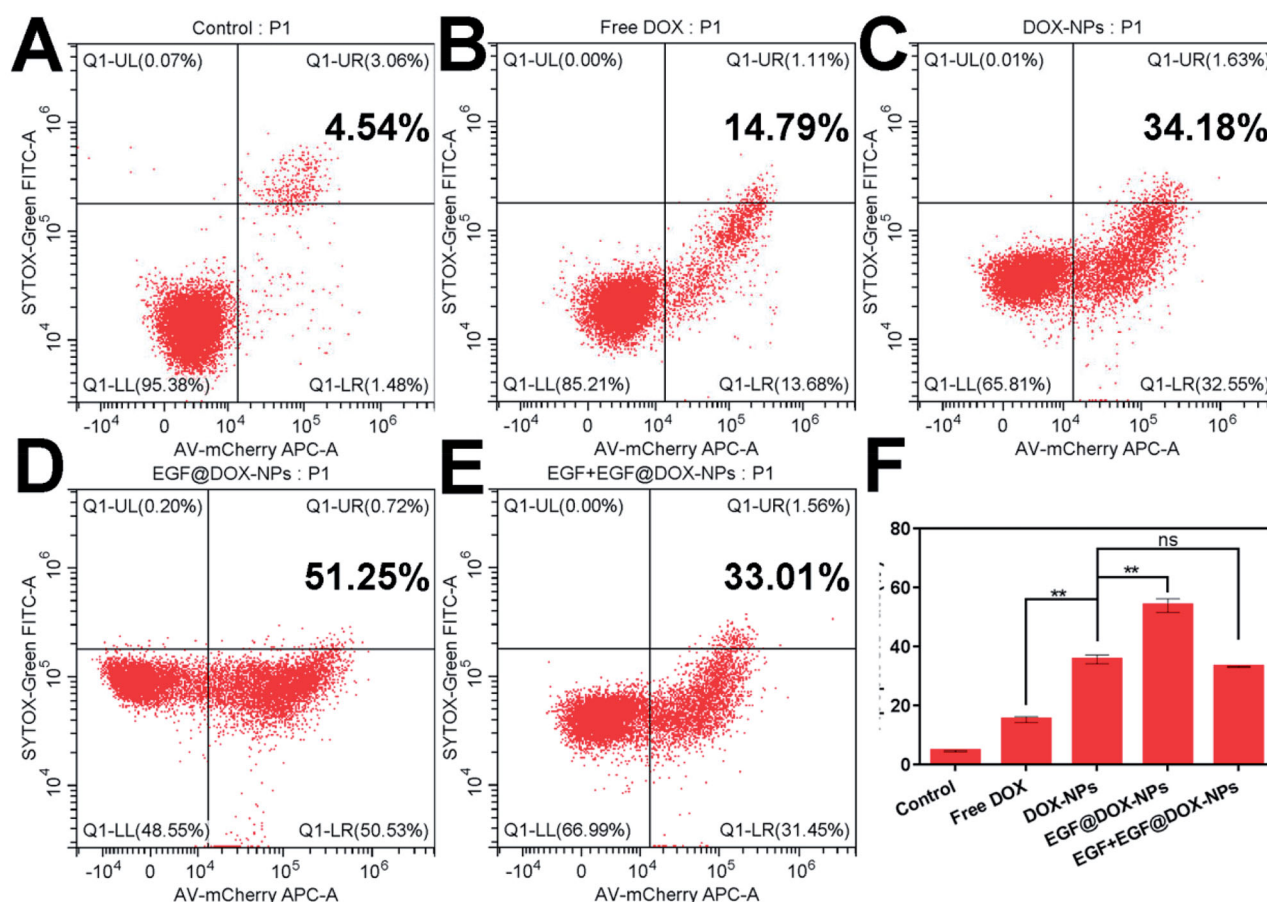 A
Control : P1
Q1-UL(0.07%)
Q1-UR(3.06%)
4.54%
Q1-LL(95.38%)
Q1-LR(1.48%)
SYTOX-Green FITC-A
10⁶
10⁵
10⁴
-10⁴ 0 10⁴ 10⁵ 10⁶
AV-mCherry APC-A
B
Free DOX : P1
Q1-UL(0.00%)
Q1-UR(1.11%)
14.79%
Q1-LL(85.21%)
Q1-LR(13.68%)
SYTOX-Green FITC-A
10⁶
10⁵
10⁴
-10⁴ 0 10⁴ 10⁵ 10⁶
AV-mCherry APC-A
C
DOX-NPs : P1
Q1-UL(0.01%)
Q1-UR(1.63%)
34.18%
Q1-LL(65.81%)
Q1-LR(32.55%)
SYTOX-Green FITC-A
10⁶
10⁵
10⁴
-10⁴ 0 10⁴ 10⁵ 10⁶
AV-mCherry APC-A
D
EGF@DOX-NPs : P1
Q1-UL(0.20%)
Q1-UR(0.72%)
51.25%
Q1-LL(48.55%)
Q1-LR(50.53%)
SYTOX-Green FITC-A
10⁶
10⁵
10⁴
-10⁴ 0 10⁴ 10⁵ 10⁶
AV-mCherry APC-A
E
EGF+EGF@DOX-NPs : P1
Q1-UL(0.00%)
Q1-UR(1.56%)
33.01%
Q1-LL(66.99%)
Q1-LR(31.45%)
SYTOX-Green FITC-A
10⁶
10⁵
10⁴
-10⁴ 0 10⁴ 10⁵ 10⁶
AV-mCherry APC-A
F
80
60
40
20
0
ns
**
**
Control
Free DOX
DOX-NPs
EGF@DOX-NPs
EGF+EGF@DOX-NPs